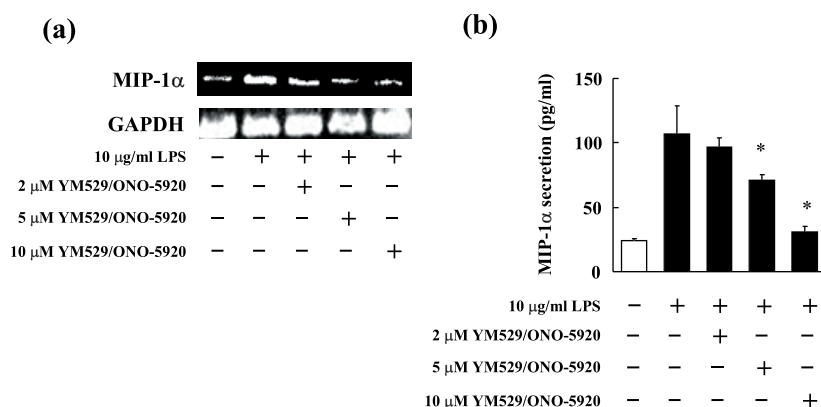 (a)
MIP-1α
GAPDH
10 μg/ml LPS – + + + +
2 μM YM529/ONO-5920 – – + – –
5 μM YM529/ONO-5920 – – – + –
10 μM YM529/ONO-5920 – – – – +
(b)
MIP-1α secretion (pg/ml)
150
100
50
0
* *
10 μg/ml LPS – + + + +
2 μM YM529/ONO-5920 – – + – –
5 μM YM529/ONO-5920 – – – + –
10 μM YM529/ONO-5920 – – – – +